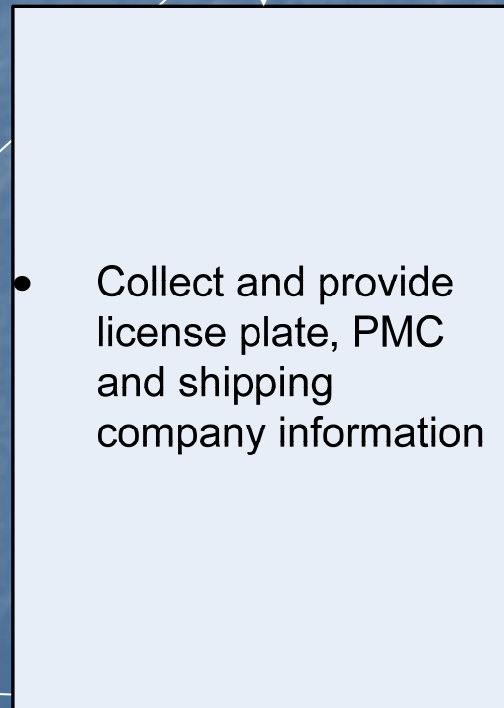 • Collect and provide
license plate, PMC
and shipping
company information